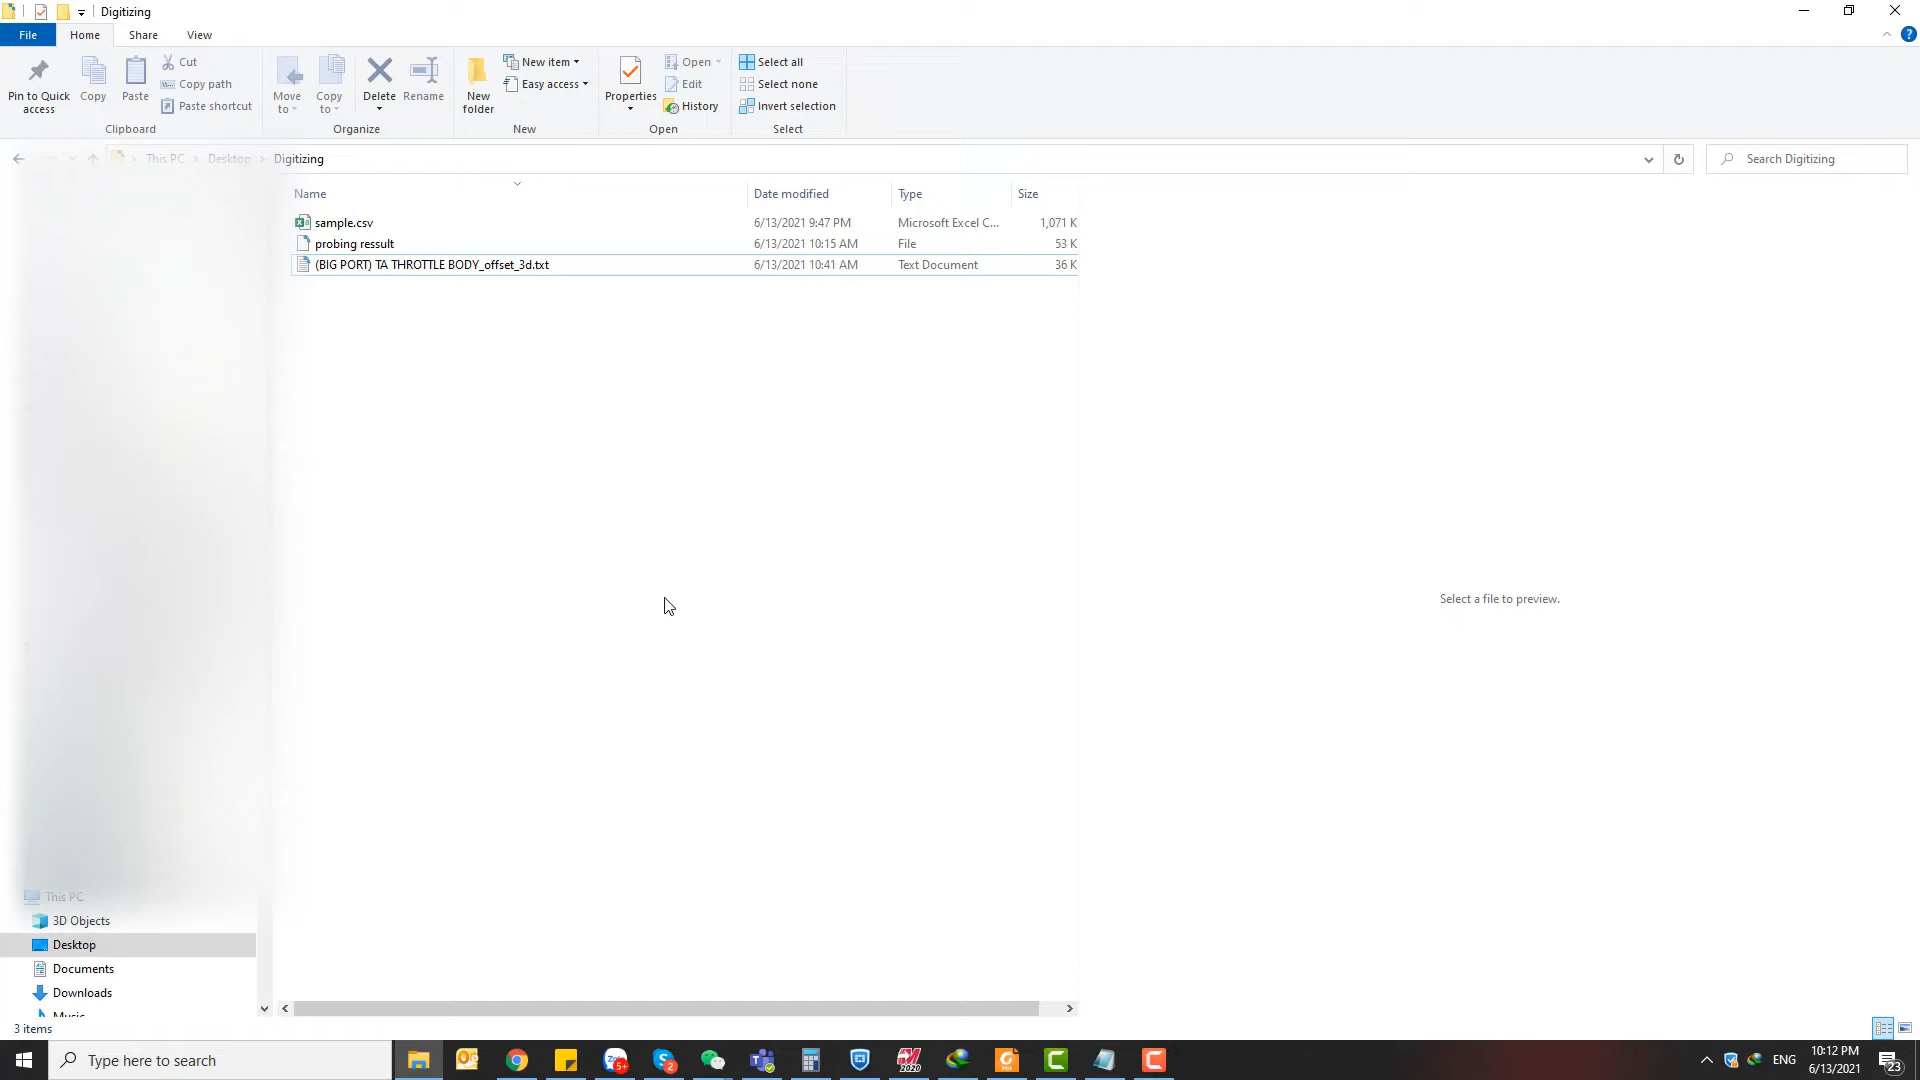 Digitizing
File Home Share View
Pin to Quick access
Copy
Paste
Cut
Copy path
Paste shortcut
Clipboard
Move to
Copy to
Delete
Rename
Organize
New folder
New item
Easy access
New
Properties
Open
Edit
History
Open
Select all
Select none
Invert selection
Select
This PC > Desktop > Digitizing
Search Digitizing
Name Date modified Type Size
sample.csv 6/13/2021 9:47 PM Microsoft Excel C... 1,071 K
probing ressult 6/13/2021 10:15 AM File 53 K
(BIG PORT) TA THROTTLE BODY_offset_3d.txt 6/13/2021 10:41 AM Text Document 36 K
Select a file to preview.
This PC
3D Objects
Desktop
Documents
Downloads
Music
3 items
Type here to search
5+
2
2020
ENG
10:12 PM
6/13/2021
23